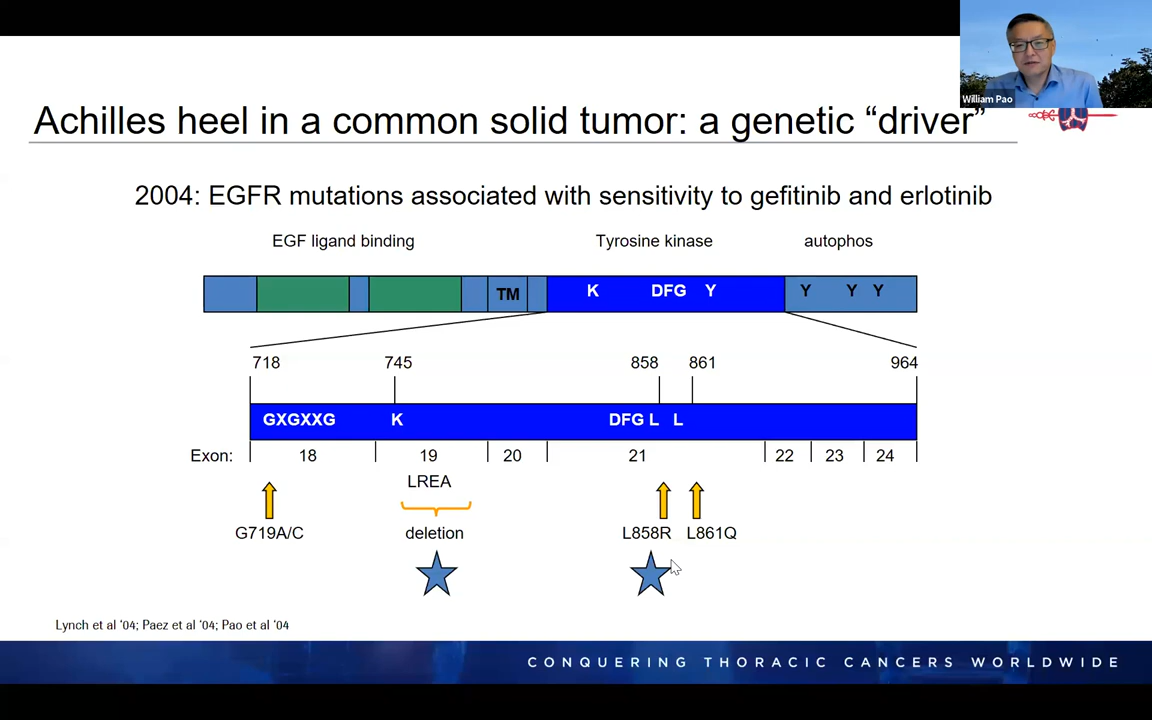 William Pao
Achilles heel in a common solid tumor: a genetic “driver”
2004: EGFR mutations associated with sensitivity to gefitinib and erlotinib
EGF ligand binding Tyrosine kinase autophos
TM K DFG Y Y Y Y
718 745 858 861 964
GXGXXG K DFG L L
Exon: 18 19 20 21 22 23 24
LREA
G719A/C deletion L858R L861Q
Lynch et al ‘04; Paez et al ‘04; Pao et al ‘04
CONQUERING THORACIC CANCERS WORLDWIDE